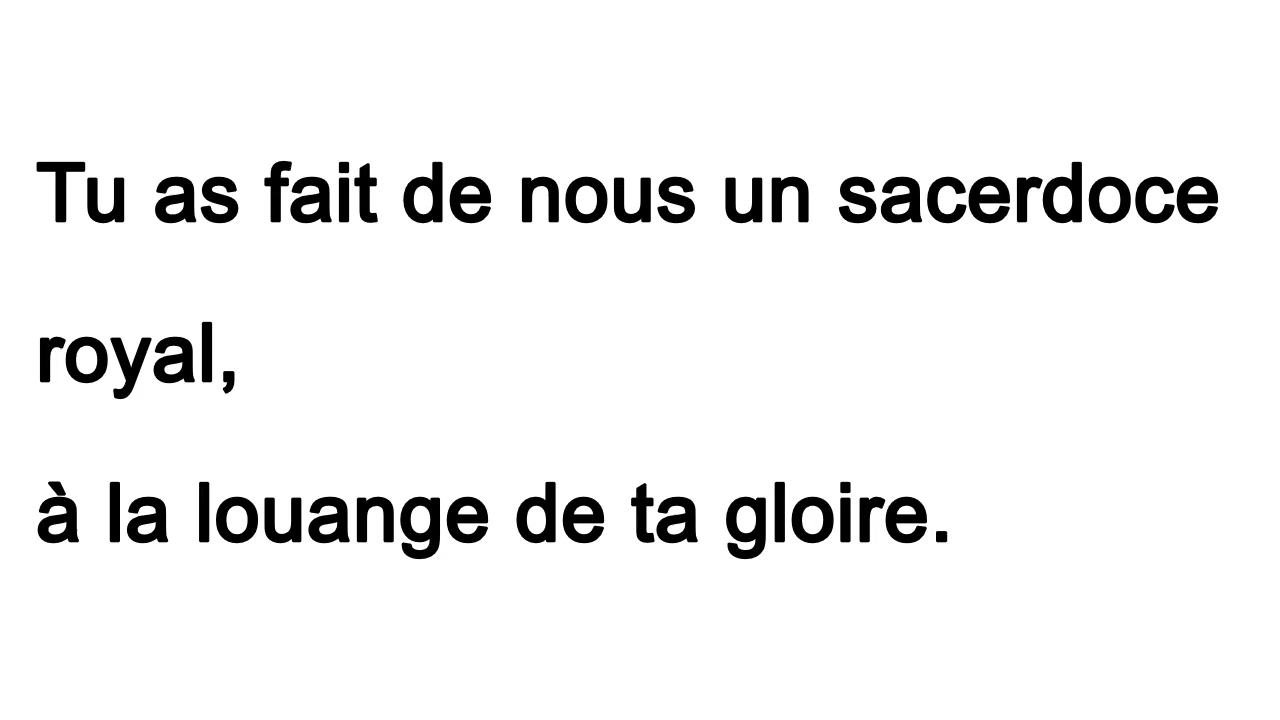 Tu as fait de nous un sacerdoce
royal,
à la louange de ta gloire.